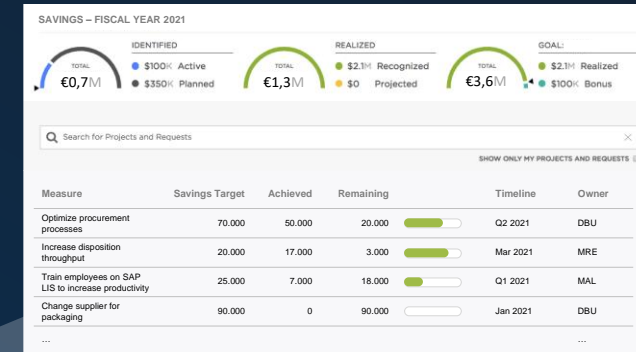 SAVINGS – FISCAL YEAR 2021
IDENTIFIED
TOTAL
€0,7M
$100K Active
$350K Planned
REALIZED
TOTAL
€1,3M
$2.1M Recognized
$0 Projected
GOAL:
TOTAL
€3,6M
$2.1M Realized
$100K Bonus
Search for Projects and Requests
SHOW ONLY MY PROJECTS AND REQUESTS
Measure Savings Target Achieved Remaining Timeline Owner
Optimize procurement
processes
70.000 50.000 20.000 Q2 2021 DBU
Increase disposition
throughput
20.000 17.000 3.000 Mar 2021 MRE
Train employees on SAP
LIS to increase productivity
25.000 7.000 18.000 Q1 2021 MAL
Change supplier for
packaging
90.000 0 90.000 Jan 2021 DBU
... ...